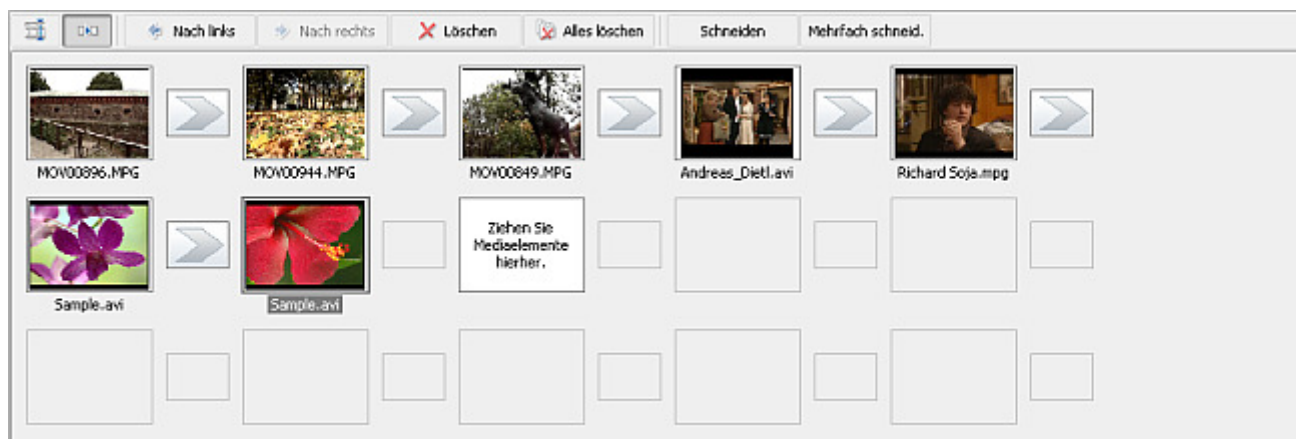 Nach links
Nach rechts
Löschen
Alles löschen
Schneiden
Mehrfach schneid.
MOV00896.MPG
MOV00944.MPG
MOV00849.MPG
Andreas_Dietl.avi
Richard Soja.mpg
Ziehen Sie
Mediaelemente
hierher.
Sample.avi
Sample.avi